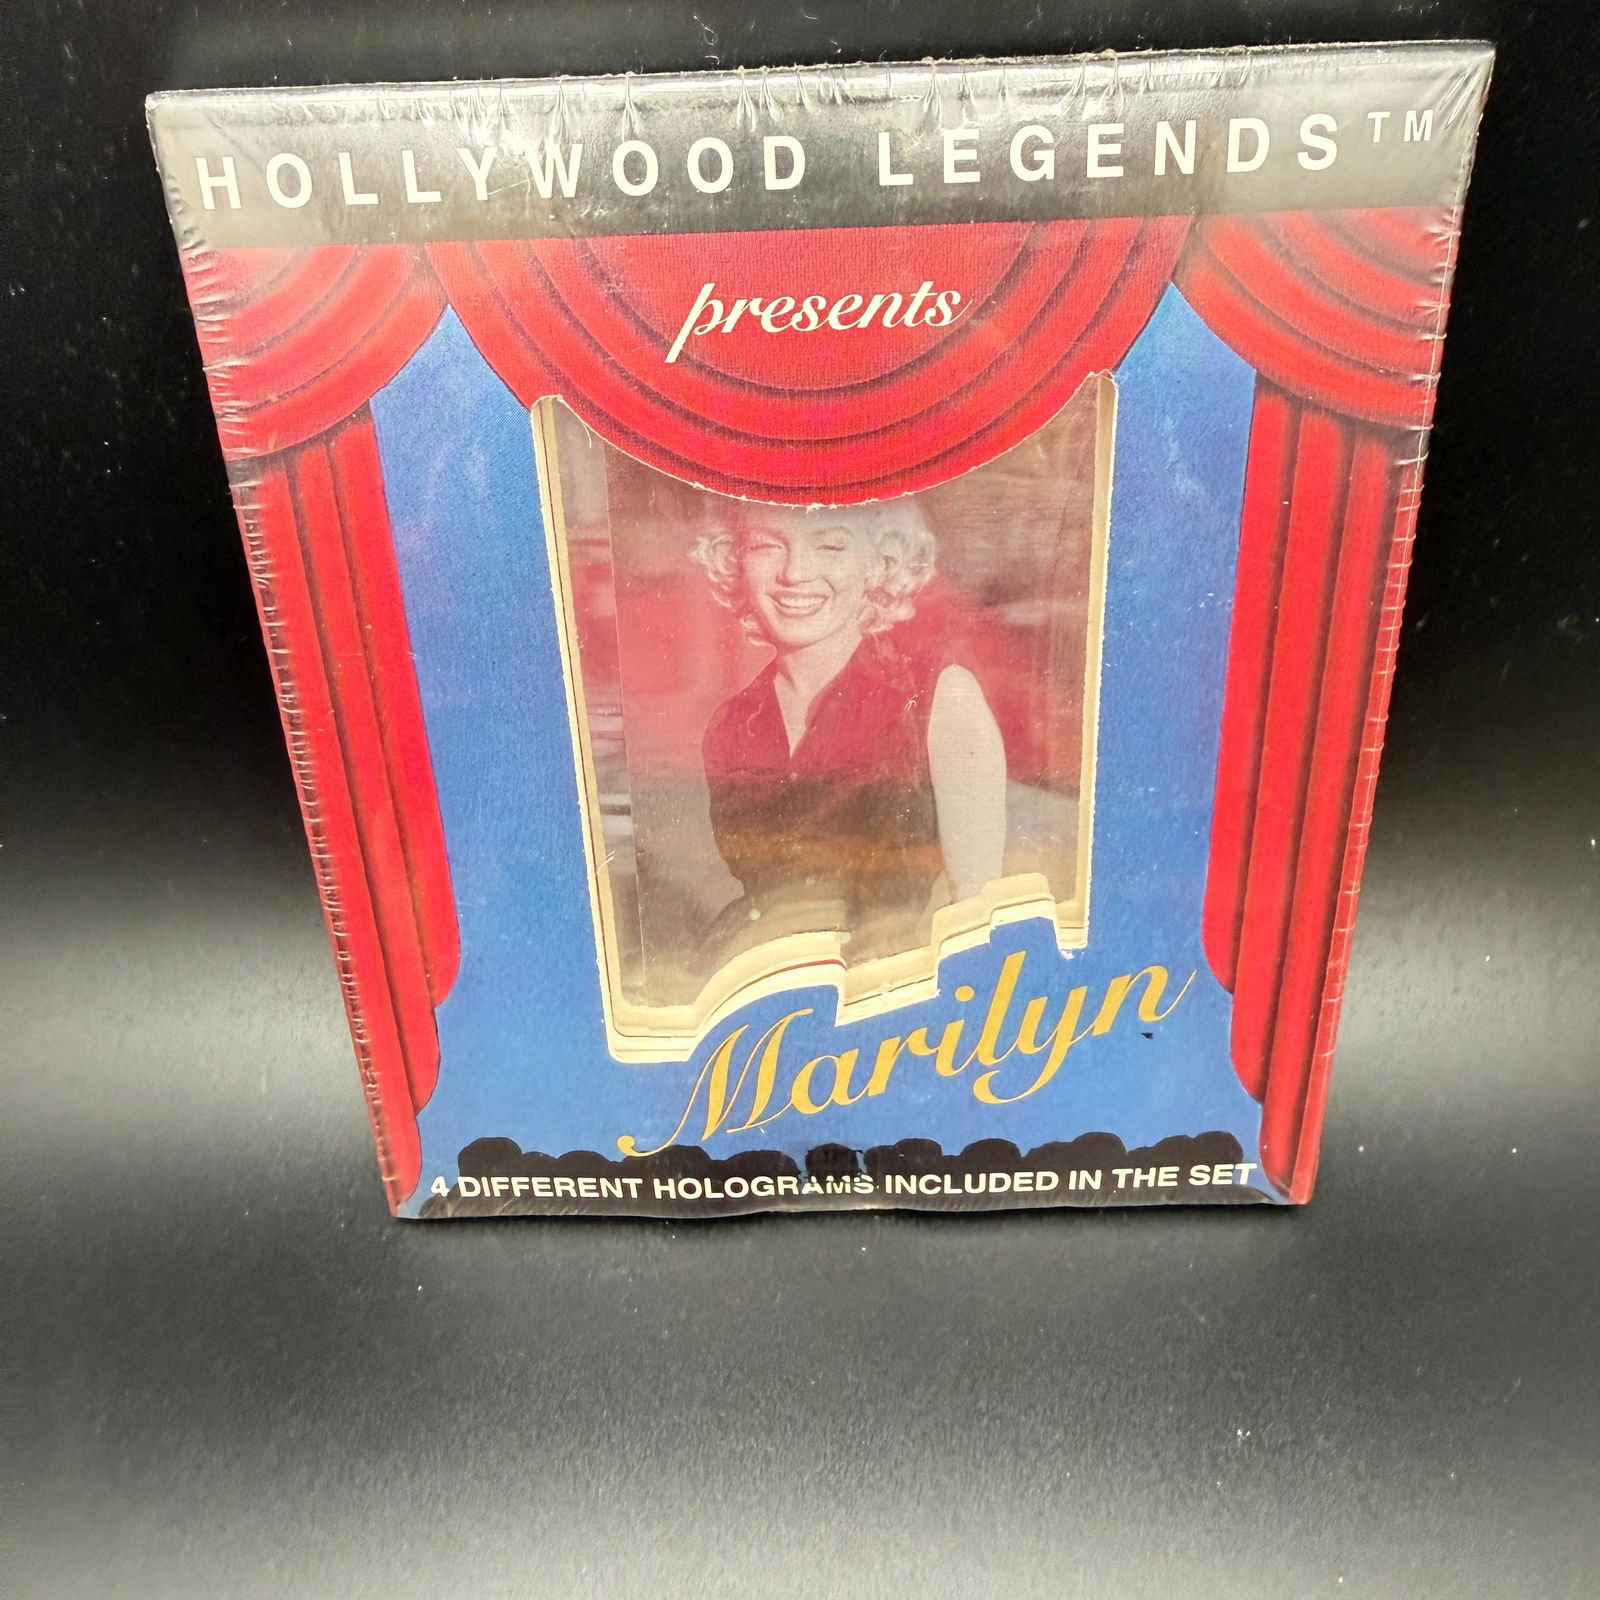 HOLLYWOOD LEGENDS™
presents
Marilyn
4 DIFFERENT HOLOGRAMS INCLUDED IN THE SET